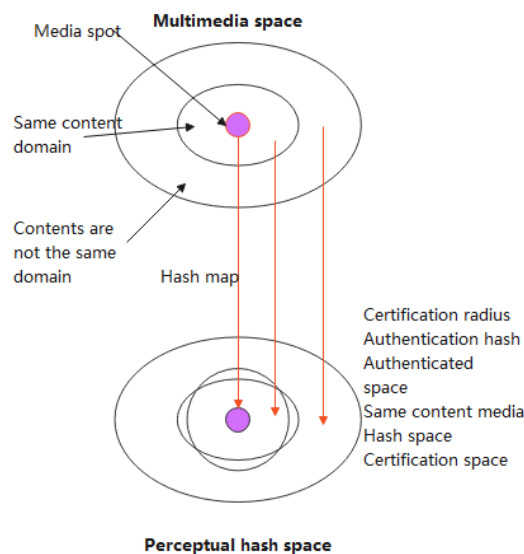 Multimedia space
Media spot
Same content
domain
Contents are
not the same
domain
Hash map
Certification radius
Authentication hash
Authenticated
space
Same content media
Hash space
Certification space
Perceptual hash space